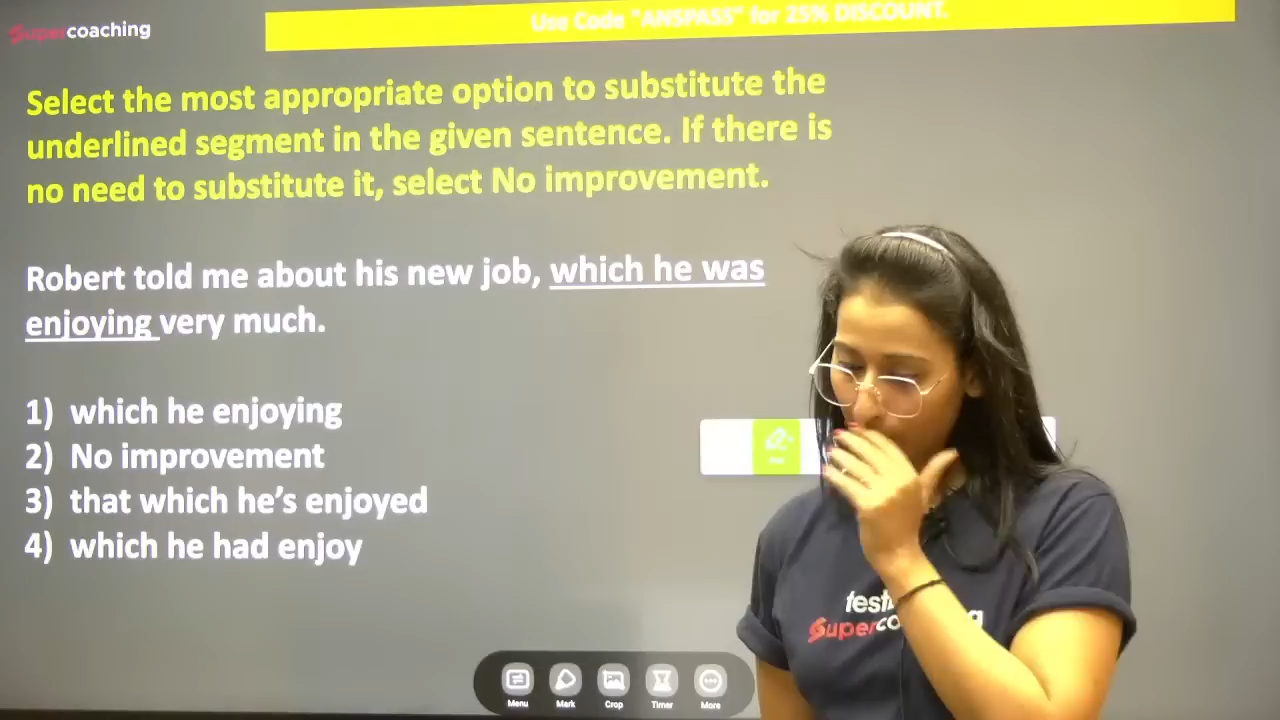 Supercoaching
Use Code "ANSPASS" for 25% DISCOUNT.
Select the most appropriate option to substitute the
underlined segment in the given sentence. If there is
no need to substitute it, select No improvement.
Robert told me about his new job, which he was
enjoying very much.
1) which he enjoying
2) No improvement
3) that which he's enjoyed
4) which he had enjoy
Menu
Mark
Crop
Timer
More